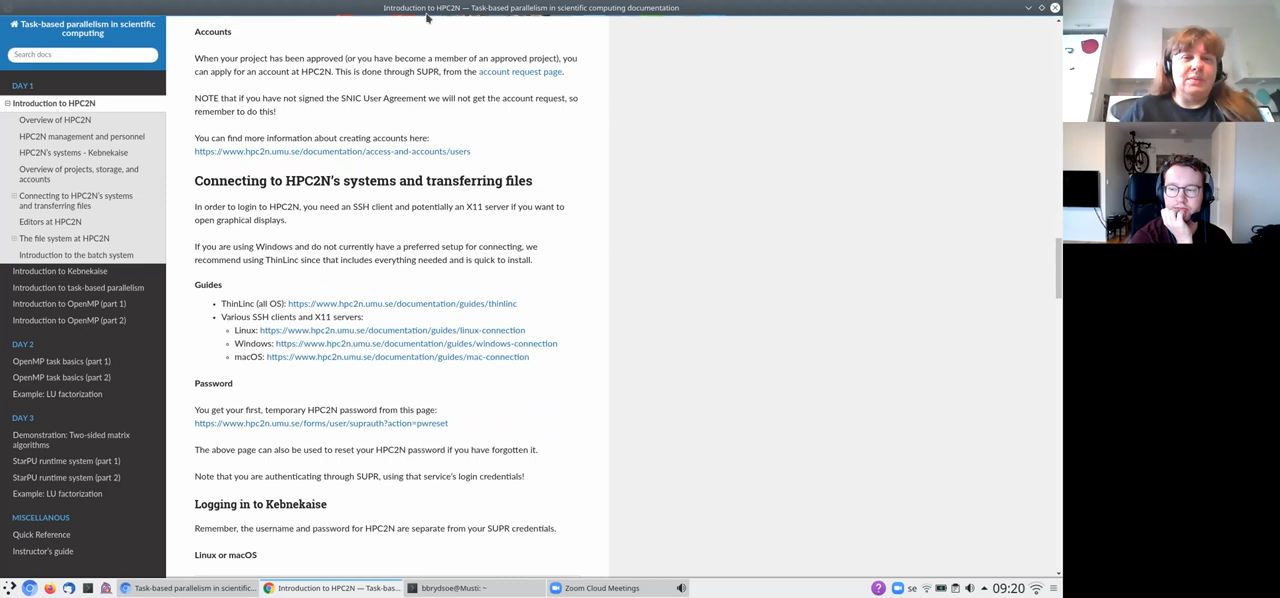 Introduction to HPC2N — Task-based parallelism in scientific computing documentation
Task-based parallelism in scientific
computing
Search docs
DAY 1
Introduction to HPC2N
Overview of HPC2N
HPC2N management and personnel
HPC2N's systems - Kebnekaise
Overview of projects, storage, and
accounts
Connecting to HPC2N's systems
and transferring files
Editors at HPC2N
The file system at HPC2N
Introduction to the batch system
Introduction to Kebnekaise
Introduction to task-based parallelism
Introduction to OpenMP (part 1)
Introduction to OpenMP (part 2)
DAY 2
OpenMP task basics (part 1)
OpenMP task basics (part 2)
Example: LU factorization
DAY 3
Demonstration: Two-sided matrix
algorithms
StarPU runtime system (part 1)
StarPU runtime system (part 2)
Example: LU factorization
MISCELLANEOUS
Quick Reference
Instructor's guide
Accounts
When your project has been approved (or you have become a member of an approved project), you
can apply for an account at HPC2N. This is done through SUPR, from the account request page.
NOTE that if you have not signed the SNIC User Agreement we will not get the account request, so
remember to do this!
You can find more information about creating accounts here:
https://www.hpc2n.umu.se/documentation/access-and-accounts/users
Connecting to HPC2N's systems and transferring files
In order to login to HPC2N, you need an SSH client and potentially an X11 server if you want to
open graphical displays.
If you are using Windows and do not currently have a preferred setup for connecting, we
recommend using ThinLinc since that includes everything needed and is quick to install.
Guides
• ThinLinc (all OS): https://www.hpc2n.umu.se/documentation/guides/thinlinc
• Various SSH clients and X11 servers:
Linux: https://www.hpc2n.umu.se/documentation/guides/linux-connection
Windows: https://www.hpc2n.umu.se/documentation/guides/windows-connection
macOS: https://www.hpc2n.umu.se/documentation/guides/mac-connection
Password
You get your first, temporary HPC2N password from this page:
https://www.hpc2n.umu.se/forms/user/suprauth?action=pwreset
The above page can also be used to reset your HPC2N password if you have forgotten it.
Note that you are authenticating through SUPR, using that service's login credentials!
Logging in to Kebnekaise
Remember, the username and password for HPC2N are separate from your SUPR credentials.
Linux or macOS
Task-based parallelism in scientific...
Introduction to HPC2N — Task-bas...
bbrydsoe@Musti: ~
Zoom Cloud Meetings
se
09:20